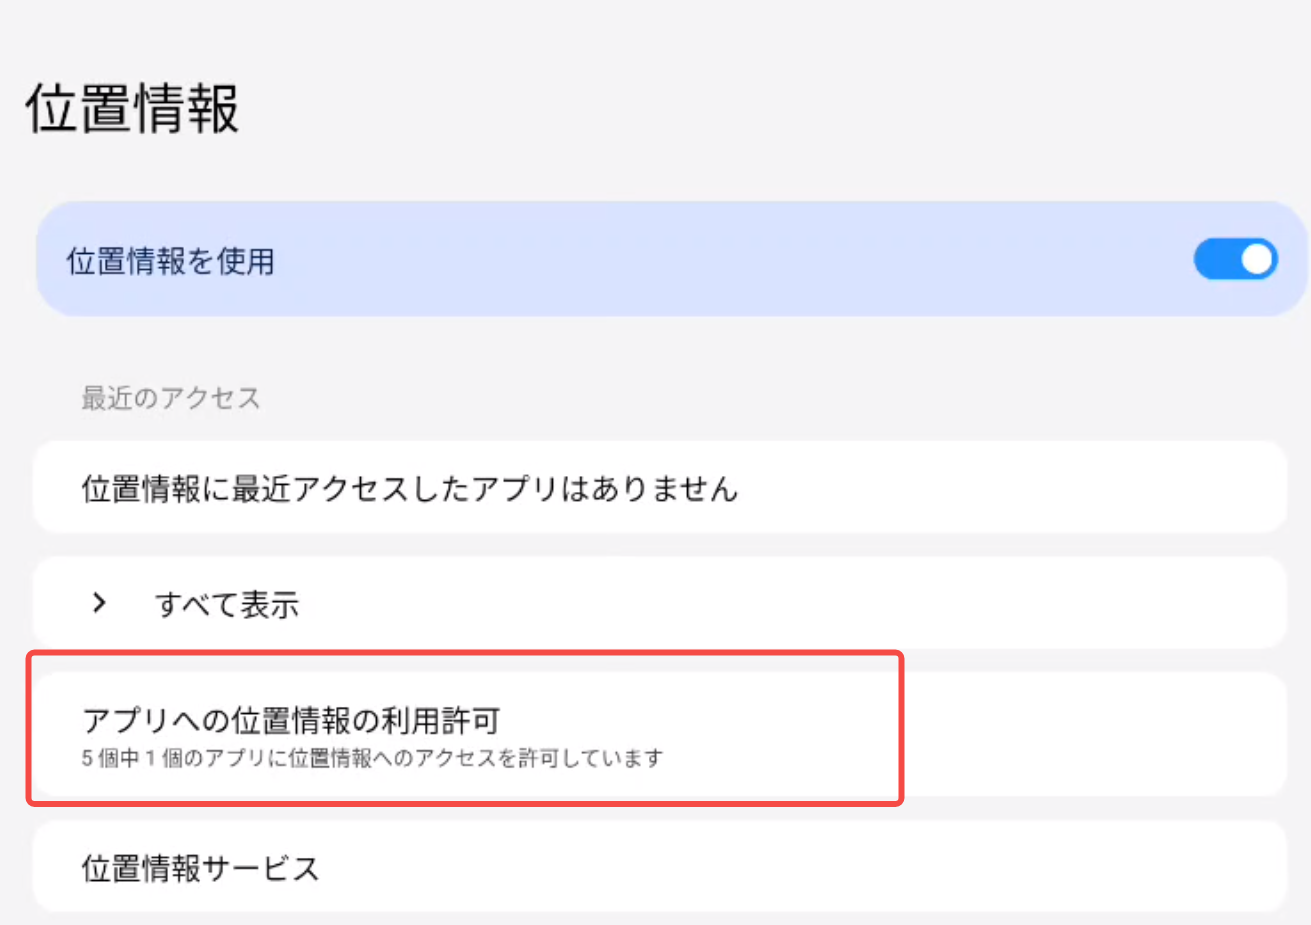 位置情報
位置情報を使用
最近のアクセス
位置情報に最近アクセスしたアプリはありません
すべて表示
アプリへの位置情報の利用許可
5 個中 1 個のアプリに位置情報へのアクセスを許可しています
位置情報サービス